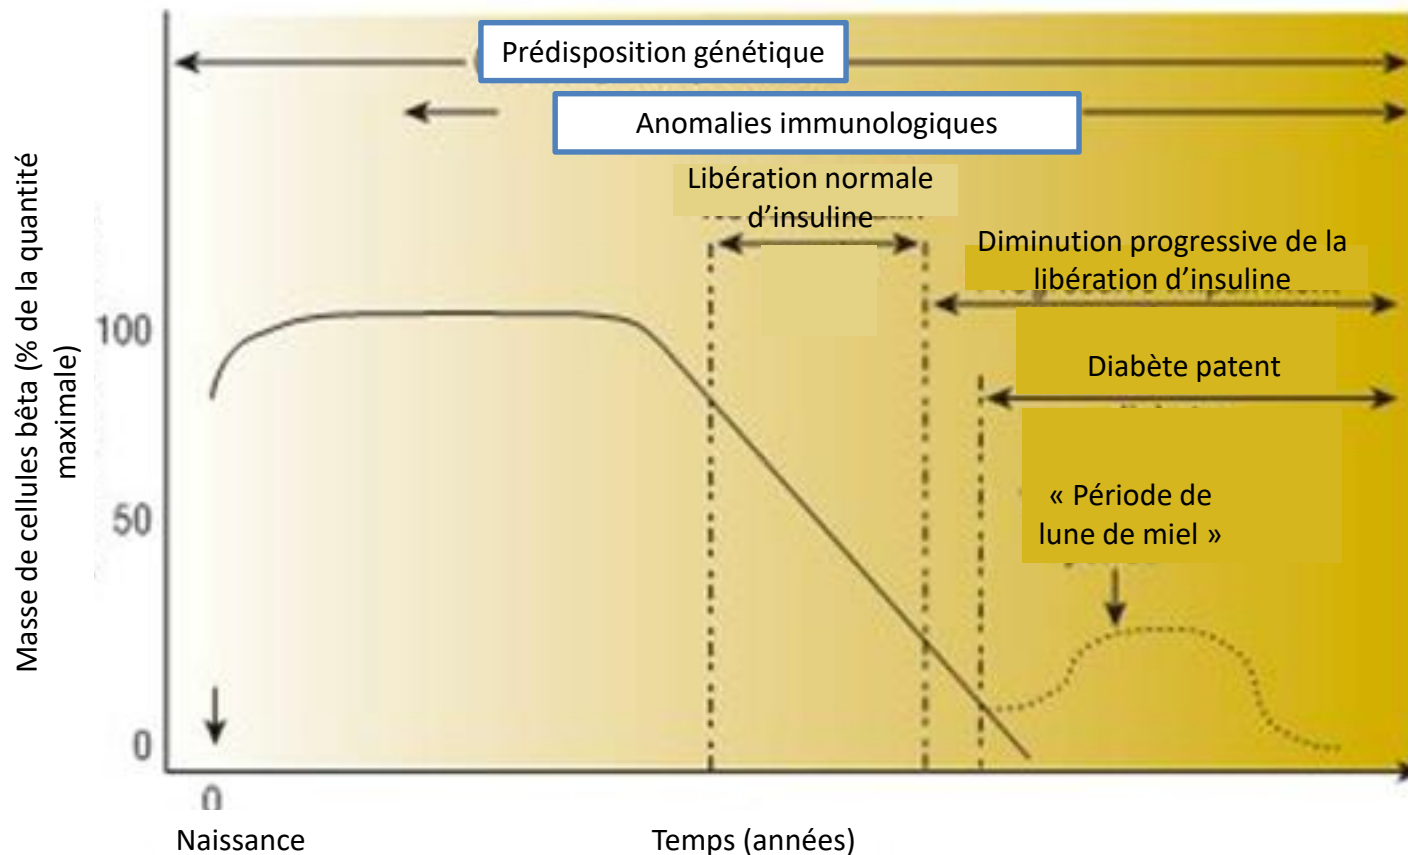 Prédisposition génétique
Anomalies immunologiques
Libération normale
d’insuline
Diminution progressive de la
libération d’insuline
Diabète patent
« Période de
lune de miel »
Masse de cellules bêta (% de la quantité
maximale)
100
50
0
0
Naissance
Temps (années)